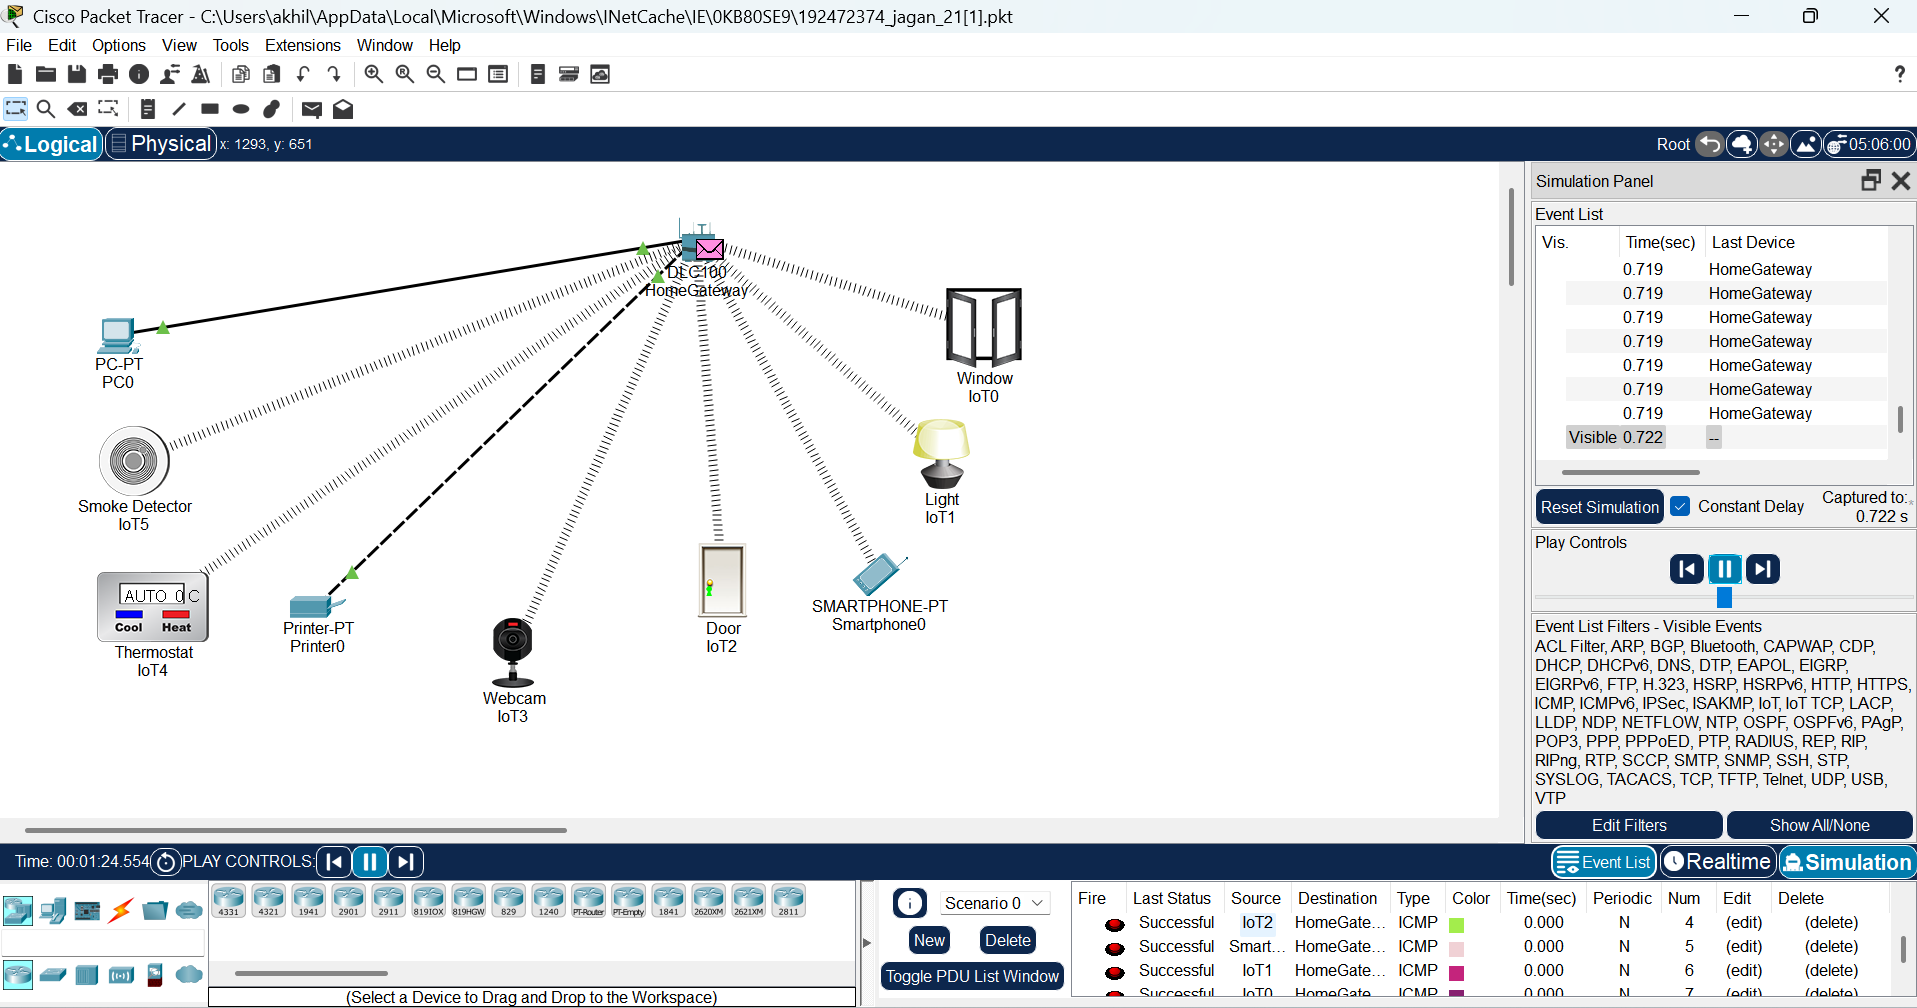 Cisco Packet Tracer - C:\Users\akhil\AppData\Local\Microsoft\Windows\INetCache\IE\0KB80SE9\192472374_jagan_21[1].pkt
File Edit Options View Tools Extensions Window Help
?
Logical Physical x: 1293, y: 651 Root 05:06:00
DLC100
HomeGateway
PC-PT
PC0
Smoke Detector
IoT5
AUTO 0 C
Cool Heat
Thermostat
IoT4
Printer-PT
Printer0
Webcam
IoT3
Door
IoT2
SMARTPHONE-PT
Smartphone0
Light
IoT1
Window
IoT0
Simulation Panel
Event List
Vis. Time(sec) Last Device
0.719 HomeGateway
0.719 HomeGateway
0.719 HomeGateway
0.719 HomeGateway
0.719 HomeGateway
0.719 HomeGateway
0.719 HomeGateway
Visible 0.722 --
Reset Simulation Constant Delay Captured to:
0.722 s
Play Controls
Event List Filters - Visible Events
ACL Filter, ARP, BGP, Bluetooth, CAPWAP, CDP,
DHCP, DHCPv6, DNS, DTP, EAPOL, EIGRP,
EIGRPv6, FTP, H.323, HSRP, HSRPv6, HTTP, HTTPS,
ICMP, ICMPv6, IPSec, ISAKMP, IoT, IoT TCP, LACP,
LLDP, NDP, NETFLOW, NTP, OSPF, OSPFv6, PAgP,
POP3, PPP, PPPoED, PTP, RADIUS, REP, RIP,
RIPng, RTP, SCCP, SMTP, SNMP, SSH, STP,
SYSLOG, TACACS, TCP, TFTP, Telnet, UDP, USB,
VTP
Edit Filters Show All/None
Time: 00:01:24.554 PLAY CONTROLS: Event List Realtime Simulation
4331 4321 1941 2901 2911 819IOX 819HGW 829 1240 PT-Router PT-Empty 1841 2620XM 2621XM 2811
(Select a Device to Drag and Drop to the Workspace)
Scenario 0
New Delete
Toggle PDU List Window
Fire Last Status Source Destination Type Color Time(sec) Periodic Num Edit Delete
Successful IoT2 HomeGate... ICMP 0.000 N 4 (edit) (delete)
Successful Smart... HomeGate... ICMP 0.000 N 5 (edit) (delete)
Successful IoT1 HomeGate... ICMP 0.000 N 6 (edit) (delete)
Successful IoT0 HomeGate... ICMP 0.000 N 7 (edit) (delete)